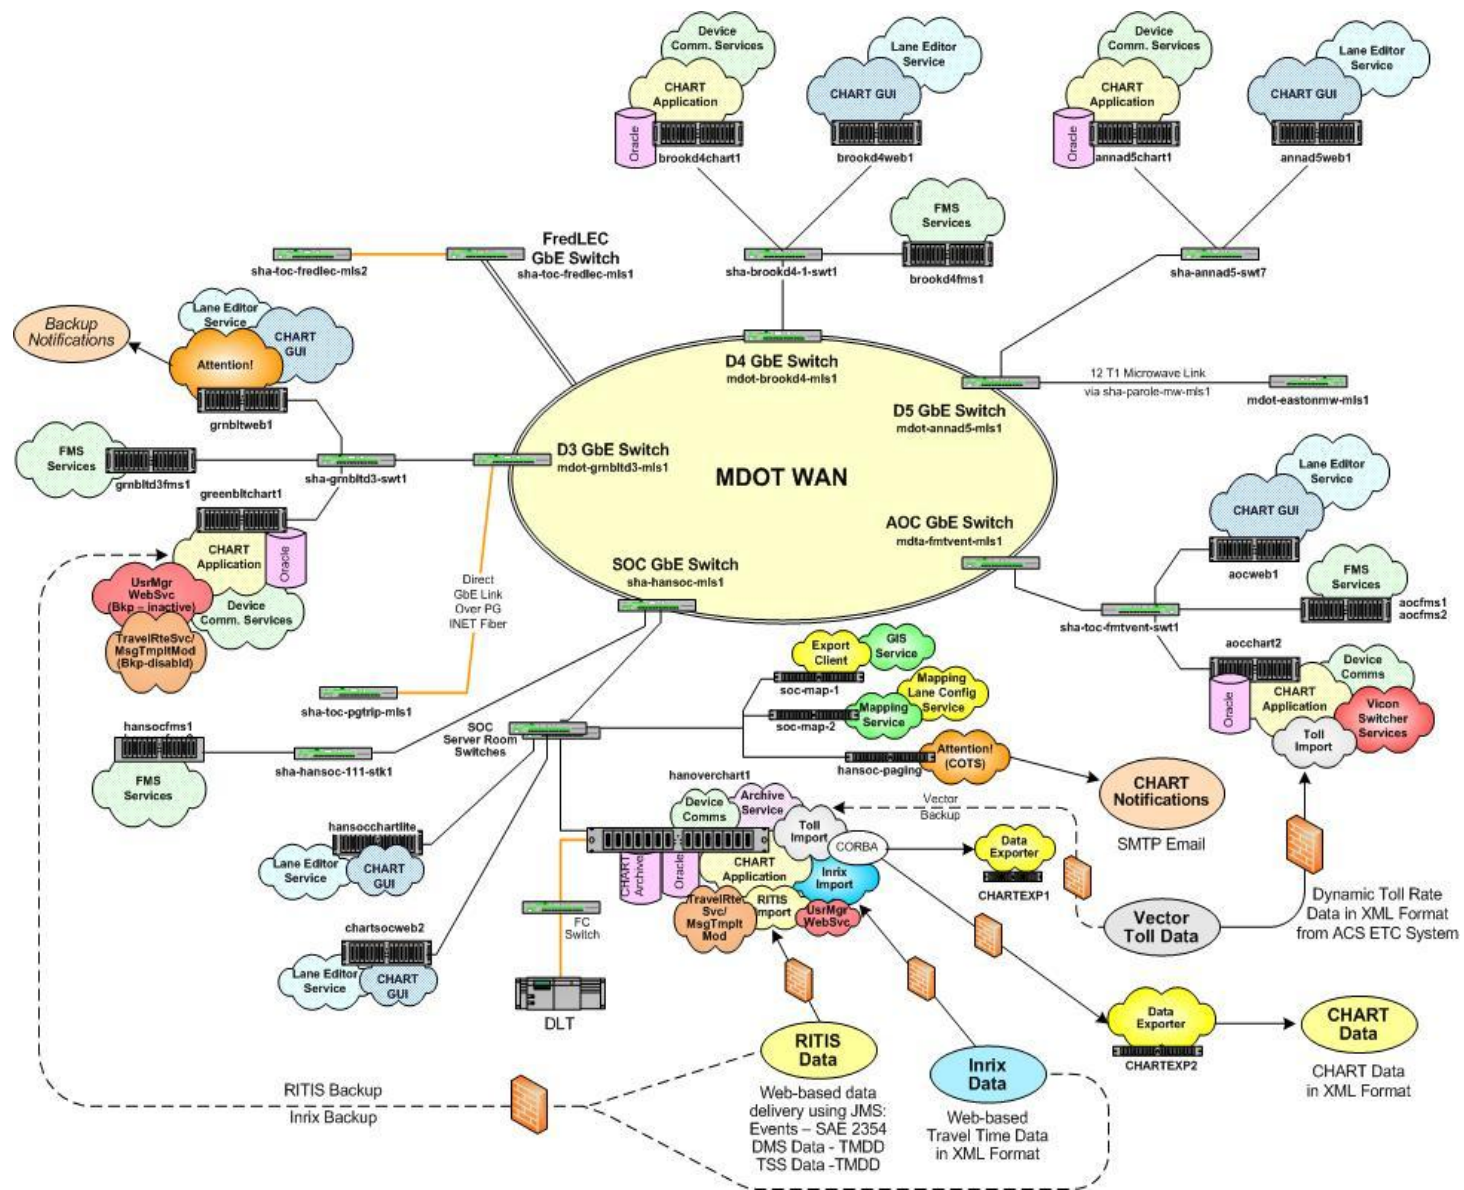 Device
Comm. Services
Lane Editor
Service
CHART
Application
CHART GUI
Oracle
brookd4chart1
brookd4web1
Device
Comm. Services
Lane Editor
Service
CHART
Application
CHART GUI
Oracle
annad5chart1
annad5web1
FMS
Services
sha-brookd4-1-swt1
brookd4fms1
sha-annad5-swt7
FredLEC
GbE Switch
sha-toc-fredlec-mls1
sha-toc-fredlec-mls2
Backup
Notifications
Lane Editor
Service
CHART
GUI
Attention!
grnbltweb1
D4 GbE Switch
mdot-brookd4-mls1
D5 GbE Switch
mdot-annad5-mls1
12 T1 Microwave Link
via sha-parole-mw-mls1
mdot-eastonmw-mls1
FMS
Services
grnbltd3fms1
sha-grnbltd3-swt1
D3 GbE Switch
mdot-grnbltd3-mls1
MDOT WAN
greenbltchart1
CHART
Application
Oracle
UsrMgr
WebSvc
(Bkp – inactive)
Device
Comm. Services
TravelRteSvc/
MsgTmpltMod
(Bkp-disabld)
Direct
GbE Link
Over PG
INET Fiber
SOC GbE Switch
sha-hansoc-mls1
AOC GbE Switch
mdta-fmtvent-mls1
Lane Editor
Service
CHART GUI
aocweb1
FMS
Services
aocfms1
aocfms2
sha-toc-fmtvent-swt1
aocchart2
Device
Comms
CHART
Application
Oracle
Vicon
Switcher
Services
Toll
Import
sha-toc-pgtrip-mls1
hansocfms1
FMS
Services
sha-hansoc-111-stk1
SOC
Server Room
Switches
Export
Client
GIS
Service
soc-map-1
Mapping
Lane Config
Service
Mapping
Service
soc-map-2
Attention!
(COTS)
hansoc-paging
CHART
Notifications
SMTP Email
hanoverchart1
Device
Comms
Archive
Service
Toll
Import
CORBA
CHART
Archive
Oracle
CHART
Application
Inrix
Import
TravelRte
Svc/
MsgTmplt
Mod
RITIS
Import
UsrMgr
WebSvc
Vector
Backup
Data
Exporter
CHARTEXP1
hansocchartlite
Lane Editor
Service
CHART
GUI
chartsocweb2
Lane Editor
Service
CHART
GUI
FC
Switch
DLT
Vector
Toll Data
Dynamic Toll Rate
Data in XML Format
from ACS ETC System
Data
Exporter
CHARTEXP2
CHART
Data
CHART Data
in XML Format
RITIS
Data
Web-based data
delivery using JMS:
Events – SAE 2354
DMS Data - TMDD
TSS Data -TMDD
Inrix
Data
Web-based
Travel Time Data
in XML Format
RITIS Backup
Inrix Backup